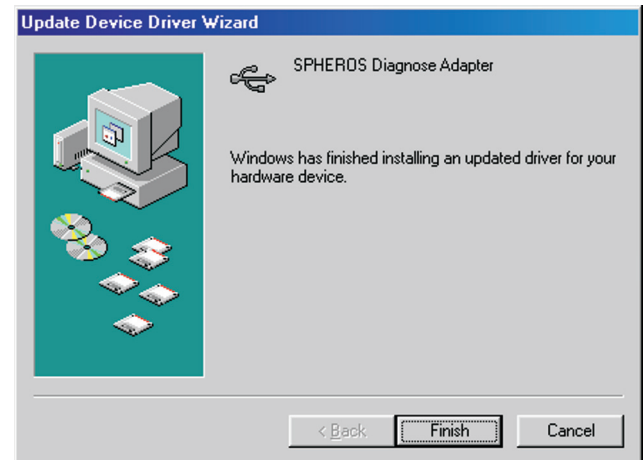 Update Device Driver Wizard
SPHEROS Diagnose Adapter
Windows has finished installing an updated driver for your
hardware device.
< Back
Finish
Cancel